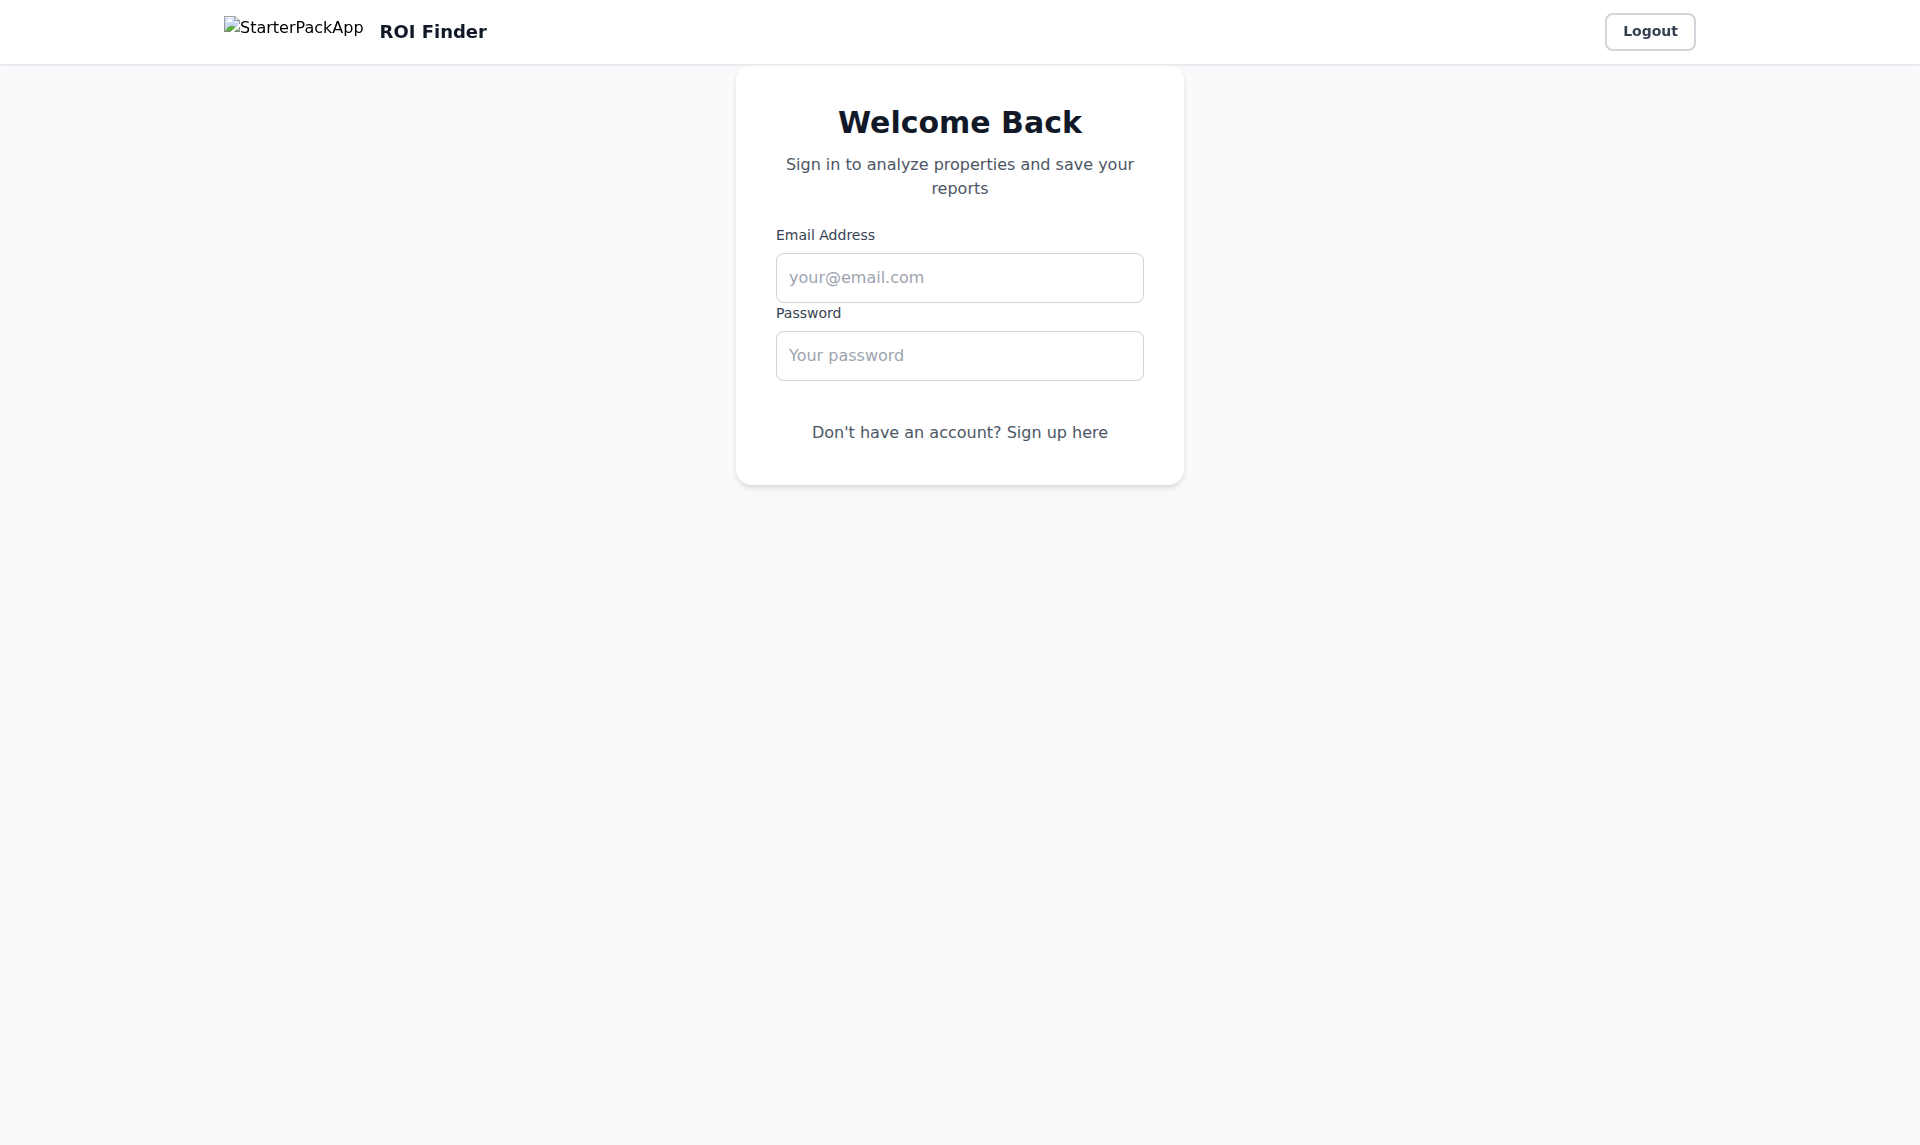 StarterPackApp ROI Finder Logout
Welcome Back
Sign in to analyze properties and save your
reports
Email Address
your@email.com
Password
Your password
Don't have an account? Sign up here